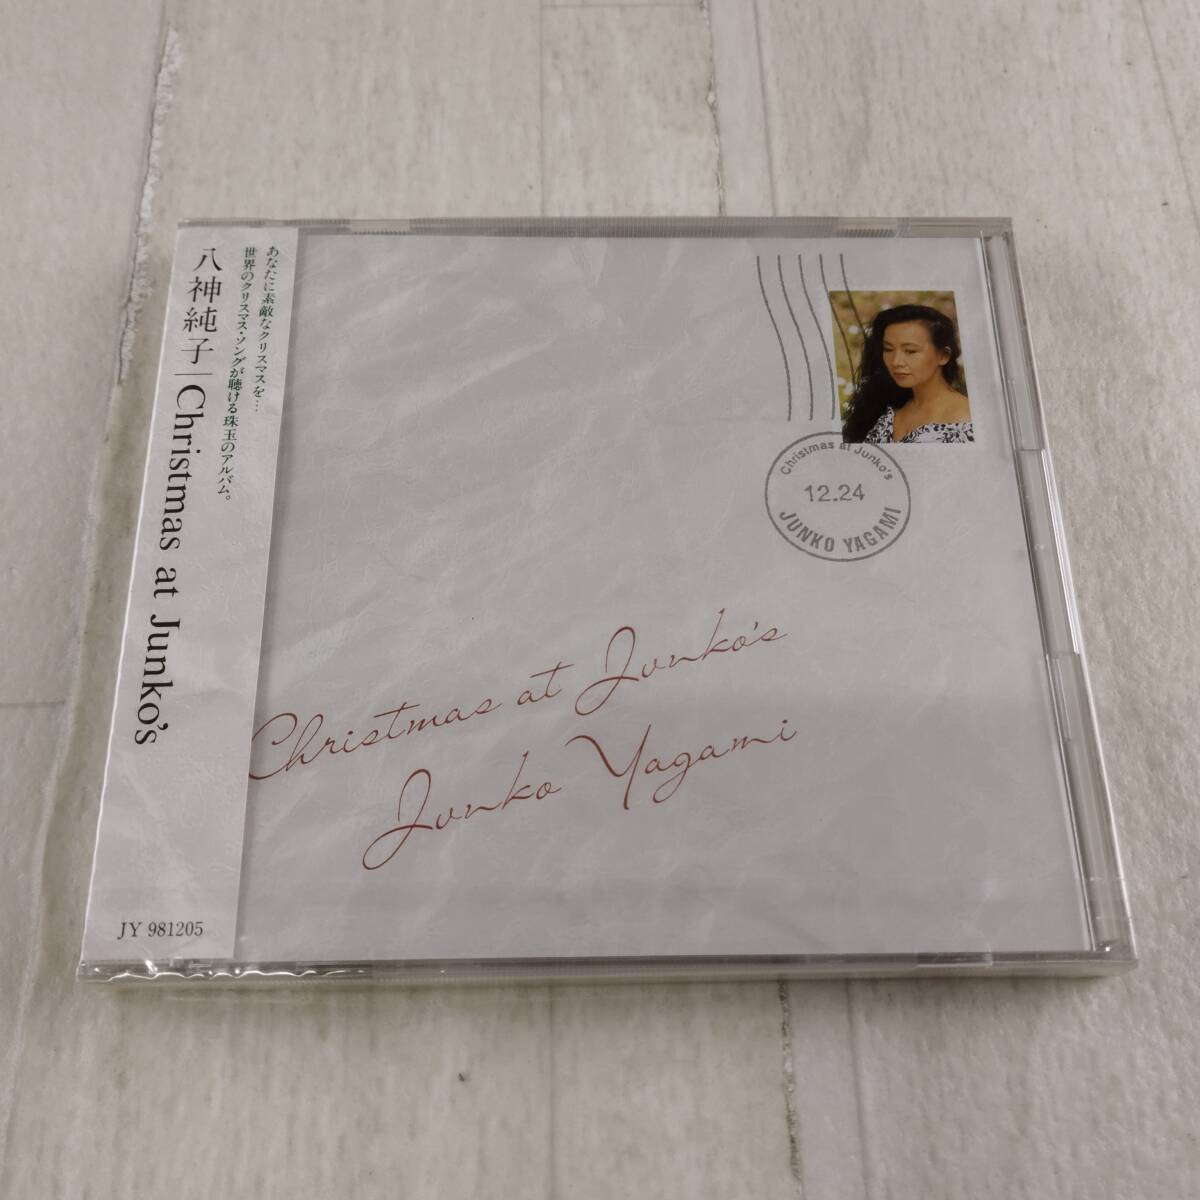 八神純子|Christmas at Junko's
あなたに素敵なクリスマスを…
世界のクリスマス・ソングが聴ける珠玉のアルバム。
JY 981205
Christmas at Junko's
12.24
JUNKO YAGAMI
Christmas at Junko's
Junko Yagami